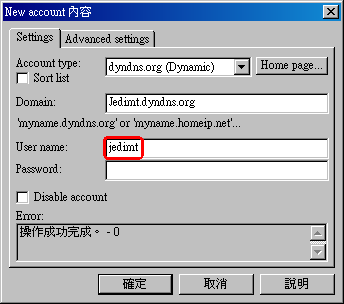 New account 內容
Settings
Advanced settings
Account type:
dyndns.org (Dynamic)
Home page...
Sort list
Domain:
Jedimt.dyndns.org
'myname.dyndns.org' or 'myname.homeip.net'...
User name:
jedimt
Password:
Disable account
Error:
操作成功完成。 - 0
確定
取消
說明